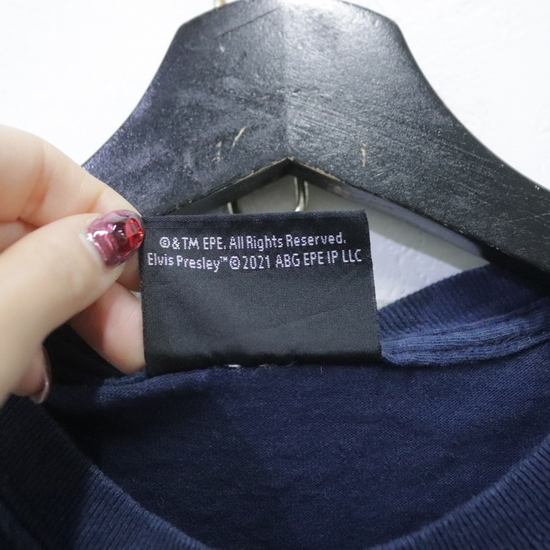 ©&TM EPE. All Rights Reserved.
Elvis Presley™©2021 ABG EPE IP LLC